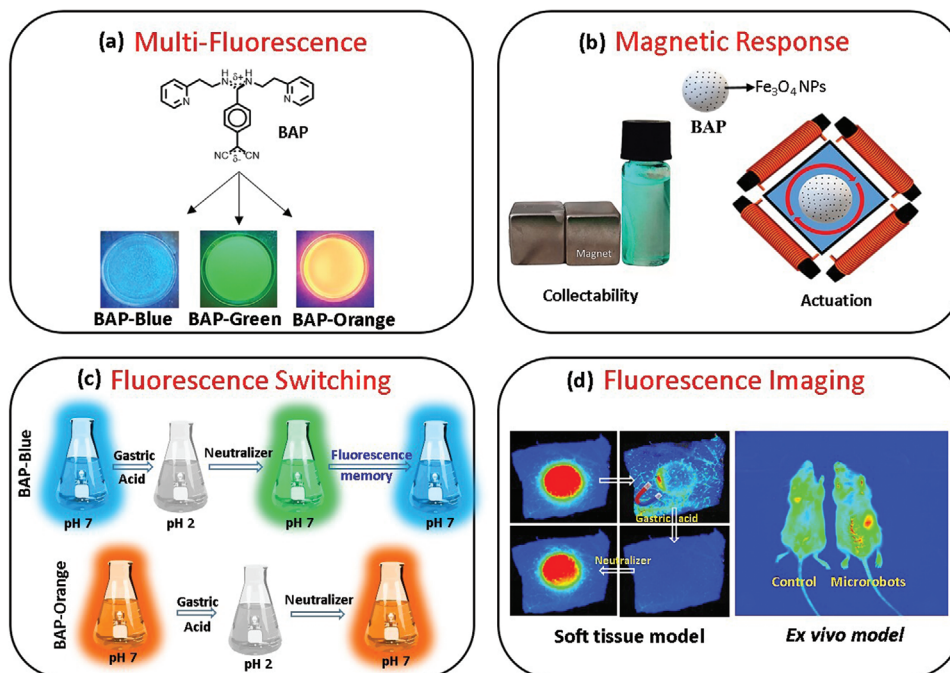 (a) Multi-Fluorescence
H δ+ H
N N
N N
BAP
NC δ- CN
BAP-Blue BAP-Green BAP-Orange
(b) Magnetic Response
Fe₃O₄ NPs
BAP
Magnet
Collectability
Actuation
(c) Fluorescence Switching
BAP-Blue
Gastric
Acid
Neutralizer
Fluorescence
memory
pH 7 pH 2 pH 7 pH 7
BAP-Orange
Gastric
Acid
Neutralizer
pH 7 pH 2 pH 7
(d) Fluorescence Imaging
Gastric acid
Neutralizer
Control Microrobots
Soft tissue model
Ex vivo model